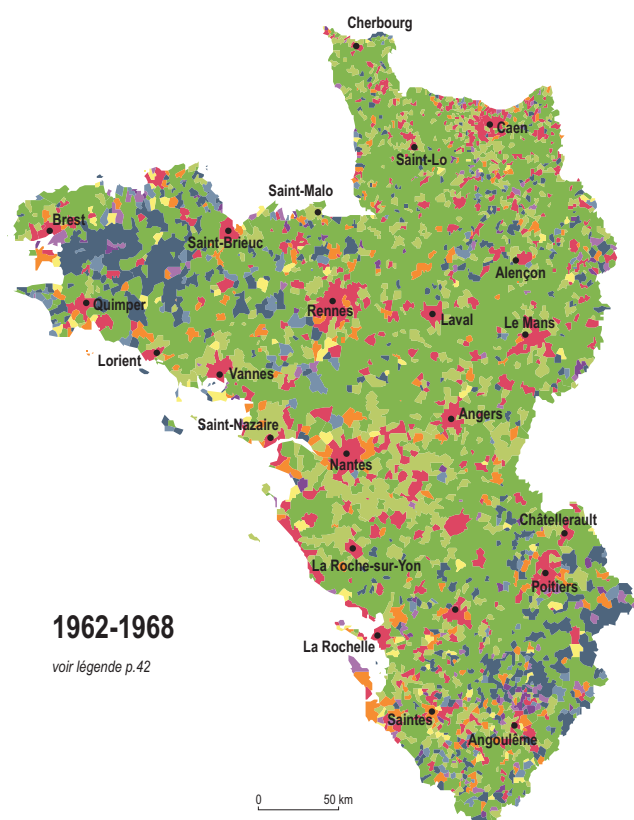 Cherbourg
Caen
Saint-Lo
Saint-Malo
Brest
Saint-Brieuc
Alençon
Quimper
Rennes
Laval
Le Mans
Lorient
Vannes
Angers
Saint-Nazaire
Nantes
Châtellerault
La Roche-sur-Yon
Poitiers
1962-1968
La Rochelle
voir légende p.42
Saintes
Angoulême
0 50 km